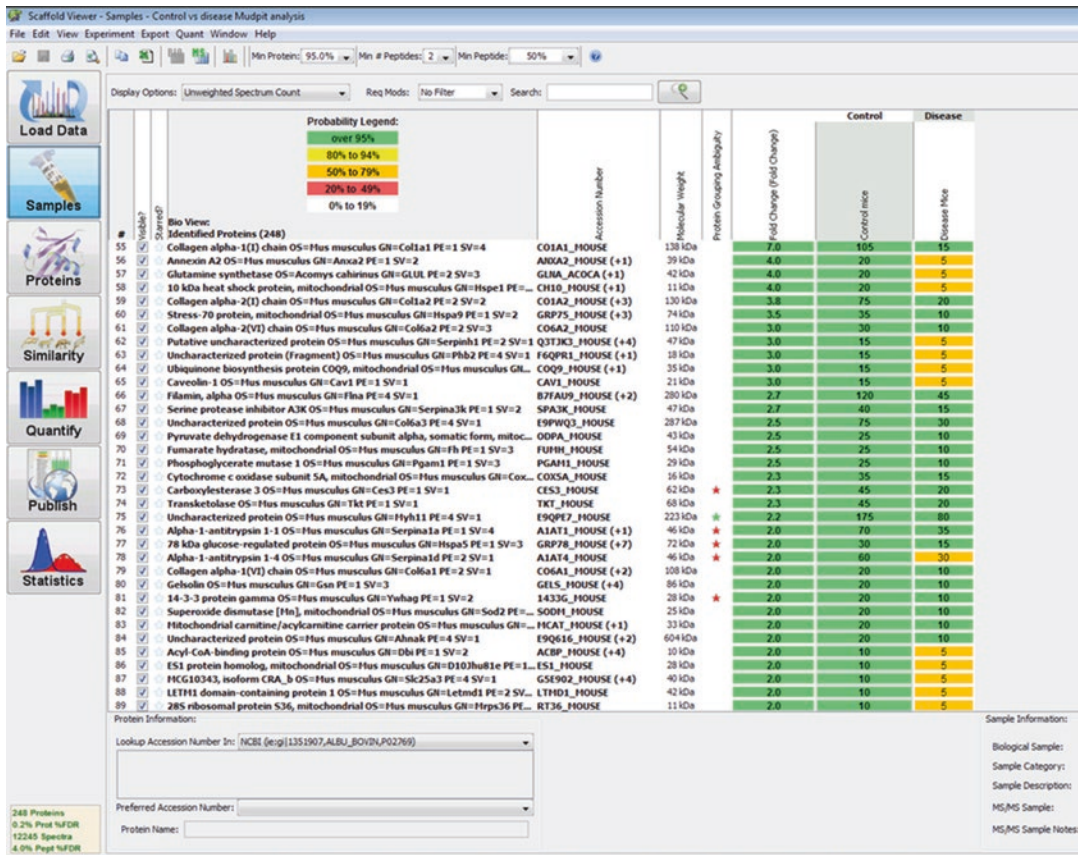 Scaffold Viewer - Samples - Control vs disease Mudpit analysis
File Edit View Experiment Export Quant Window Help
Min Protein: 95.0% Min # Peptides: 2 Min Peptide: 50%
Display Options: Unweighted Spectrum Count Req Mods: No Filter Search:
Load Data
Samples
Proteins
Similarity
Quantify
Publish
Statistics
Probability Legend:
over 95%
80% to 94%
50% to 79%
20% to 49%
0% to 19%
Control Disease
# Visible? Starred? Bio View: Identified Proteins (248) Accession Number Molecular Weight Protein Grouping Ambiguity Fold Change (Fold Change) Control mice Disease Mice
55 Collagen alpha-1(I) chain OS=Mus musculus GN=Col1a1 PE=1 SV=4 CO1A1_MOUSE 138 kDa 7.0 105 15
56 Annexin A2 OS=Mus musculus GN=Anxa2 PE=1 SV=2 ANXA2_MOUSE (+1) 39 kDa 4.0 20 5
57 Glutamine synthetase OS=Acomys cahirinus GN=GLUL PE=2 SV=3 GLNA_ACOCA (+1) 42 kDa 4.0 20 5
58 10 kDa heat shock protein, mitochondrial OS=Mus musculus GN=Hspe1 PE=... CH10_MOUSE (+1) 11 kDa 4.0 20 5
59 Collagen alpha-2(I) chain OS=Mus musculus GN=Col1a2 PE=2 SV=2 CO1A2_MOUSE (+3) 130 kDa 3.8 75 20
60 Stress-70 protein, mitochondrial OS=Mus musculus GN=Hspa9 PE=1 SV=2 GRP75_MOUSE (+3) 74 kDa 3.5 35 10
61 Collagen alpha-2(VI) chain OS=Mus musculus GN=Col6a2 PE=2 SV=3 CO6A2_MOUSE 110 kDa 3.0 30 10
62 Putative uncharacterized protein OS=Mus musculus GN=Serpinh1 PE=2 SV=1 Q3TJK3_MOUSE (+4) 47 kDa 3.0 15 5
63 Uncharacterized protein (Fragment) OS=Mus musculus GN=Phb2 PE=4 SV=1 F6QPR1_MOUSE (+1) 18 kDa 3.0 15 5
64 Ubiquinone biosynthesis protein COQ9, mitochondrial OS=Mus musculus GN... COQ9_MOUSE (+1) 35 kDa 3.0 15 5
65 Caveolin-1 OS=Mus musculus GN=Cav1 PE=1 SV=1 CAV1_MOUSE 21 kDa 3.0 15 5
66 Filamin, alpha OS=Mus musculus GN=Flna PE=4 SV=1 B7FAU9_MOUSE (+2) 280 kDa 2.7 120 45
67 Serine protease inhibitor A3K OS=Mus musculus GN=Serpina3k PE=1 SV=2 SPA3K_MOUSE 47 kDa 2.7 40 15
68 Uncharacterized protein OS=Mus musculus GN=Col6a3 PE=4 SV=1 E9PWQ3_MOUSE 287 kDa 2.5 75 30
69 Pyruvate dehydrogenase E1 component subunit alpha, somatic form, mitoc... ODPA_MOUSE 43 kDa 2.5 25 10
70 Fumarate hydratase, mitochondrial OS=Mus musculus GN=Fh PE=1 SV=3 FUMH_MOUSE 54 kDa 2.5 25 10
71 Phosphoglycerate mutase 1 OS=Mus musculus GN=Pgam1 PE=1 SV=3 PGAM1_MOUSE 29 kDa 2.5 25 10
72 Cytochrome c oxidase subunit 5A, mitochondrial OS=Mus musculus GN=Cox... COX5A_MOUSE 16 kDa 2.3 35 15
73 Carboxylesterase 3 OS=Mus musculus GN=Ces3 PE=1 SV=1 CES3_MOUSE 62 kDa 2.3 45 20
74 Transketolase OS=Mus musculus GN=Tkt PE=1 SV=1 TKT_MOUSE 68 kDa 2.3 45 20
75 Uncharacterized protein OS=Mus musculus GN=Myh11 PE=4 SV=1 E9QPE7_MOUSE 223 kDa 2.2 175 80
76 Alpha-1-antitrypsin 1-1 OS=Mus musculus GN=Serpina1a PE=1 SV=4 A1AT1_MOUSE (+1) 46 kDa 2.0 70 35
77 78 kDa glucose-regulated protein OS=Mus musculus GN=Hspa5 PE=1 SV=3 GRP78_MOUSE (+7) 72 kDa 2.0 30 15
78 Alpha-1-antitrypsin 1-4 OS=Mus musculus GN=Serpina1d PE=2 SV=1 A1AT4_MOUSE 46 kDa 2.0 60 30
79 Collagen alpha-1(VI) chain OS=Mus musculus GN=Col6a1 PE=2 SV=1 CO6A1_MOUSE (+2) 108 kDa 2.0 20 10
80 Gelsolin OS=Mus musculus GN=Gsn PE=1 SV=3 GELS_MOUSE (+4) 86 kDa 2.0 20 10
81 14-3-3 protein gamma OS=Mus musculus GN=Ywhag PE=1 SV=2 1433G_MOUSE 28 kDa 2.0 20 10
82 Superoxide dismutase [Mn], mitochondrial OS=Mus musculus GN=Sod2 PE=... SODM_MOUSE 25 kDa 2.0 20 10
83 Mitochondrial carnitine/acylcarnitine carrier protein OS=Mus musculus GN=... MCAT_MOUSE (+1) 33 kDa 2.0 20 10
84 Uncharacterized protein OS=Mus musculus GN=Ahnak PE=4 SV=1 E9Q616_MOUSE (+2) 604 kDa 2.0 20 10
85 Acyl-CoA-binding protein OS=Mus musculus GN=Dbi PE=1 SV=2 ACBP_MOUSE (+4) 10 kDa 2.0 10 5
86 ES1 protein homolog, mitochondrial OS=Mus musculus GN=D10Jhu81e PE=1... ES1_MOUSE 28 kDa 2.0 10 5
87 MCG10343, isoform CRA_b OS=Mus musculus GN=Slc25a3 PE=4 SV=1 G5E902_MOUSE (+4) 40 kDa 2.0 10 5
88 LETM1 domain-containing protein 1 OS=Mus musculus GN=Letmd1 PE=2 SV... LTMD1_MOUSE 42 kDa 2.0 10 5
89 28S ribosomal protein S36, mitochondrial OS=Mus musculus GN=Mrps36 PE... RT36_MOUSE 11 kDa 2.0 10 5
Protein Information: Sample Information:
Lookup Accession Number In: NCBI (ie:gi|1351907,ALBU_BOVIN,P02769) Biological Sample:
Sample Category:
Sample Description:
Preferred Accession Number: MS/MS Sample:
Protein Name: MS/MS Sample Notes:
248 Proteins
0.2% Prot %FDR
12245 Spectra
4.0% Pept %FDR